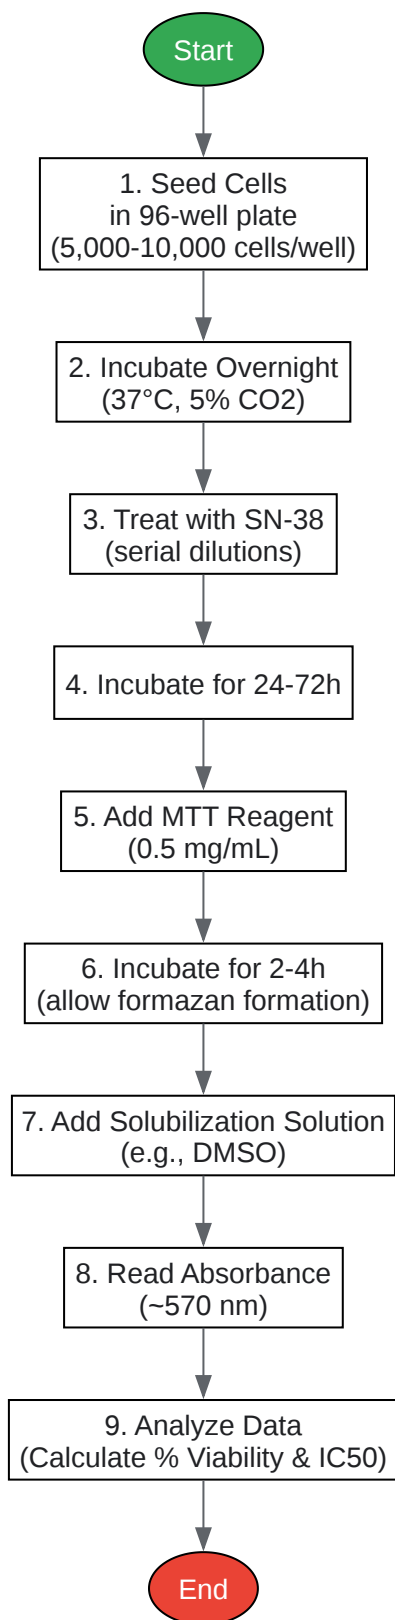 Start
1. Seed Cells
in 96-well plate
(5,000-10,000 cells/well)
2. Incubate Overnight
(37°C, 5% CO2)
3. Treat with SN-38
(serial dilutions)
4. Incubate for 24-72h
5. Add MTT Reagent
(0.5 mg/mL)
6. Incubate for 2-4h
(allow formazan formation)
7. Add Solubilization Solution
(e.g., DMSO)
8. Read Absorbance
(~570 nm)
9. Analyze Data
(Calculate % Viability & IC50)
End